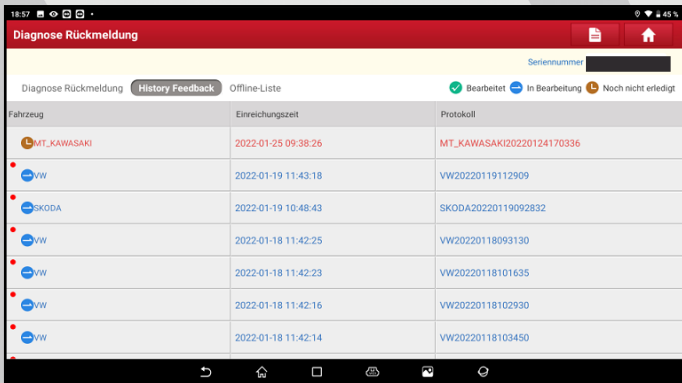 18:57 45 %
Diagnose Rückmeldung
Seriennummer
Diagnose Rückmeldung History Feedback Offline-Liste Bearbeitet In Bearbeitung Noch nicht erledigt
Fahrzeug Einreichungszeit Protokoll
MT_KAWASAKI 2022-01-25 09:38:26 MT_KAWASAKI20220124170336
VW 2022-01-19 11:43:18 VW20220119112909
SKODA 2022-01-19 10:48:43 SKODA20220119092832
VW 2022-01-18 11:42:25 VW20220118093130
VW 2022-01-18 11:42:23 VW20220118101635
VW 2022-01-18 11:42:16 VW20220118102930
VW 2022-01-18 11:42:14 VW20220118103450